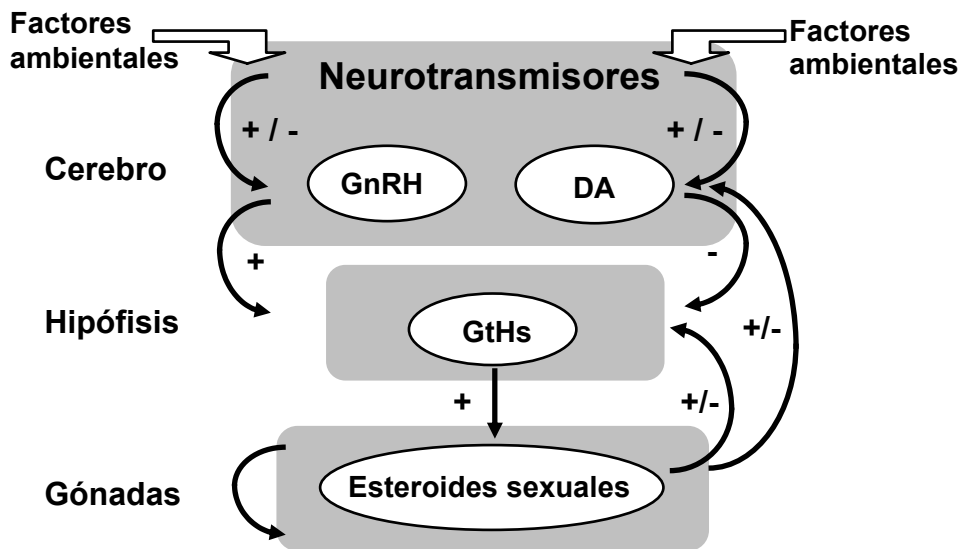 Factores
ambientales
Factores
ambientales
Neurotransmisores
+ / -
+ / -
Cerebro
GnRH
DA
+
-
Hipófisis
GtHs
+/-
+
+/-
Gónadas
Esteroides sexuales